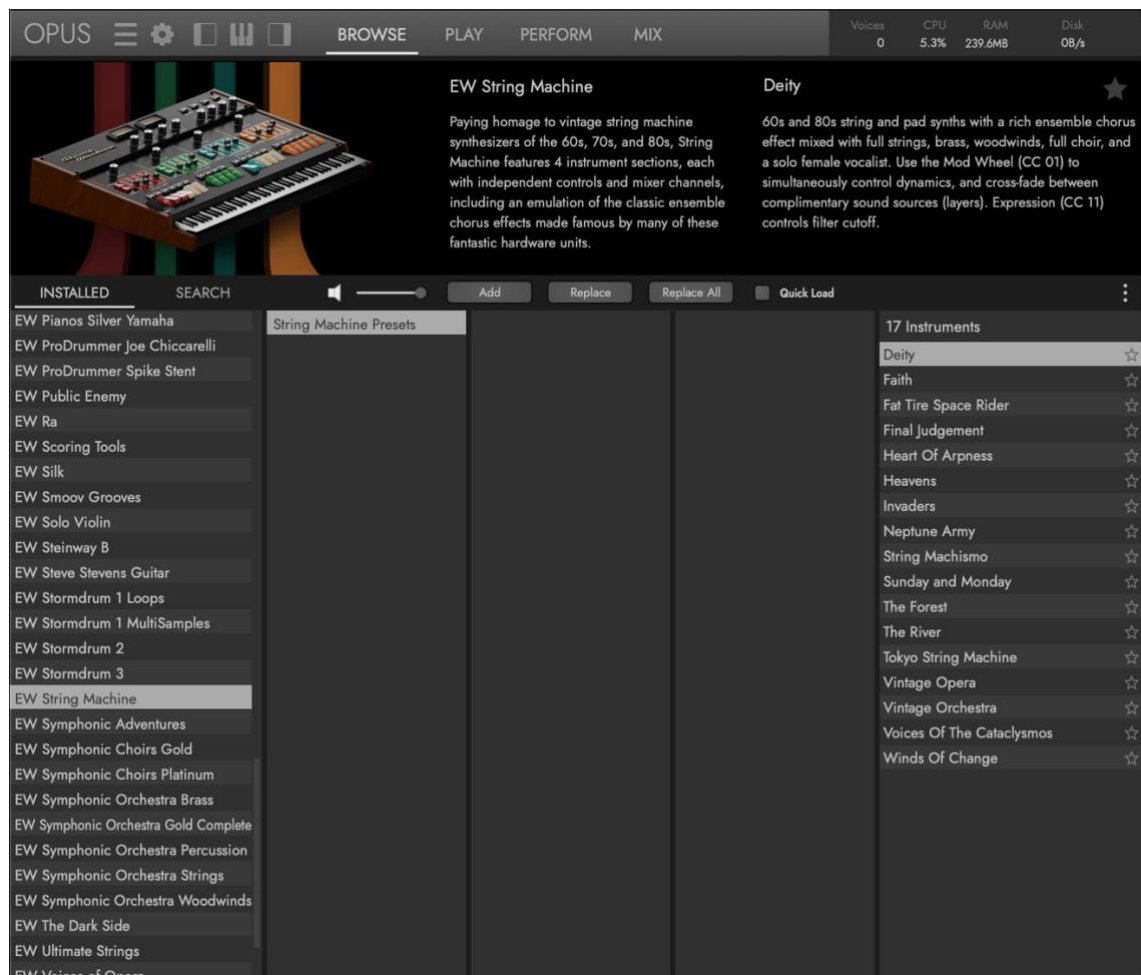 OPUS
BROWSE
PLAY
PERFORM
MIX
Voices
0
CPU
5.3%
RAM
239.6MB
Disk
0B/s
EW String Machine
Paying homage to vintage string machine
synthesizers of the 60s, 70s, and 80s, String
Machine features 4 instrument sections, each
with independent controls and mixer channels,
including an emulation of the classic ensemble
chorus effects made famous by many of these
fantastic hardware units.
Deity
60s and 80s string and pad synths with a rich ensemble chorus
effect mixed with full strings, brass, woodwinds, full choir, and
a solo female vocalist. Use the Mod Wheel (CC 01) to
simultaneously control dynamics, and cross-fade between
complimentary sound sources (layers). Expression (CC 11)
controls filter cutoff.
INSTALLED
SEARCH
Add
Replace
Replace All
Quick Load
EW Pianos Silver Yamaha
EW ProDrummer Joe Chiccarelli
EW ProDrummer Spike Stent
EW Public Enemy
EW Ra
EW Scoring Tools
EW Silk
EW Smoov Grooves
EW Solo Violin
EW Steinway B
EW Steve Stevens Guitar
EW Stormdrum 1 Loops
EW Stormdrum 1 MultiSamples
EW Stormdrum 2
EW Stormdrum 3
EW String Machine
EW Symphonic Adventures
EW Symphonic Choirs Gold
EW Symphonic Choirs Platinum
EW Symphonic Orchestra Brass
EW Symphonic Orchestra Gold Complete
EW Symphonic Orchestra Percussion
EW Symphonic Orchestra Strings
EW Symphonic Orchestra Woodwinds
EW The Dark Side
EW Ultimate Strings
EW Voices of Opera
String Machine Presets
17 Instruments
Deity
Faith
Fat Tire Space Rider
Final Judgement
Heart Of Arpness
Heavens
Invaders
Neptune Army
String Machismo
Sunday and Monday
The Forest
The River
Tokyo String Machine
Vintage Opera
Vintage Orchestra
Voices Of The Cataclysmos
Winds Of Change